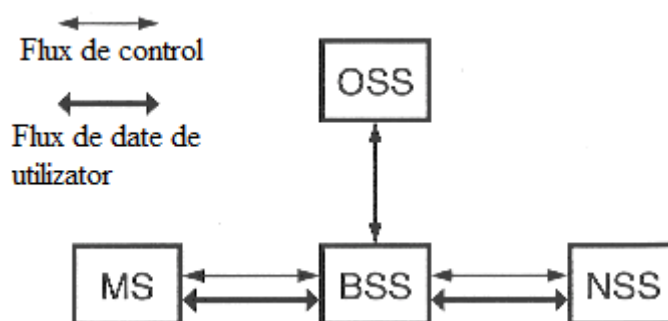 Flux de control
Flux de date de
utilizator
OSS
MS
BSS
NSS